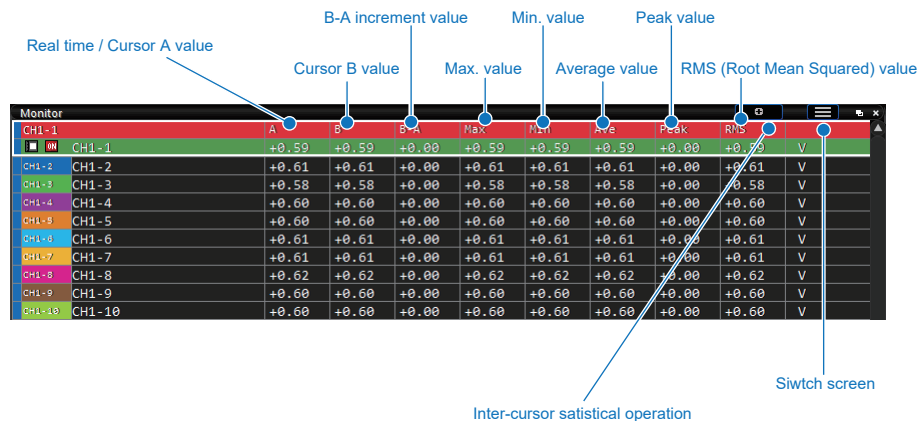 B-A increment value Min. value Peak value
Real time / Cursor A value
Cursor B value Max. value Average value RMS (Root Mean Squared) value
Monitor
CH1-1 A B B-A Max Min Ave Peak RMS
ON CH1-1 +0.59 +0.59 +0.00 +0.59 +0.59 +0.59 +0.00 +0.59 V
CH1-2 CH1-2 +0.61 +0.61 +0.00 +0.61 +0.61 +0.61 +0.00 +0.61 V
CH1-3 CH1-3 +0.58 +0.58 +0.00 +0.58 +0.58 +0.58 +0.00 +0.58 V
CH1-4 CH1-4 +0.60 +0.60 +0.00 +0.60 +0.60 +0.60 +0.00 +0.60 V
CH1-5 CH1-5 +0.60 +0.60 +0.00 +0.60 +0.60 +0.60 +0.00 +0.60 V
CH1-6 CH1-6 +0.61 +0.61 +0.00 +0.61 +0.61 +0.61 +0.00 +0.61 V
CH1-7 CH1-7 +0.61 +0.61 +0.00 +0.61 +0.61 +0.61 +0.00 +0.61 V
CH1-8 CH1-8 +0.62 +0.62 +0.00 +0.62 +0.62 +0.62 +0.00 +0.62 V
CH1-9 CH1-9 +0.60 +0.60 +0.00 +0.60 +0.60 +0.60 +0.00 +0.60 V
CH1-10 CH1-10 +0.60 +0.60 +0.00 +0.60 +0.60 +0.60 +0.00 +0.60 V
Siwtch screen
Inter-cursor satistical operation